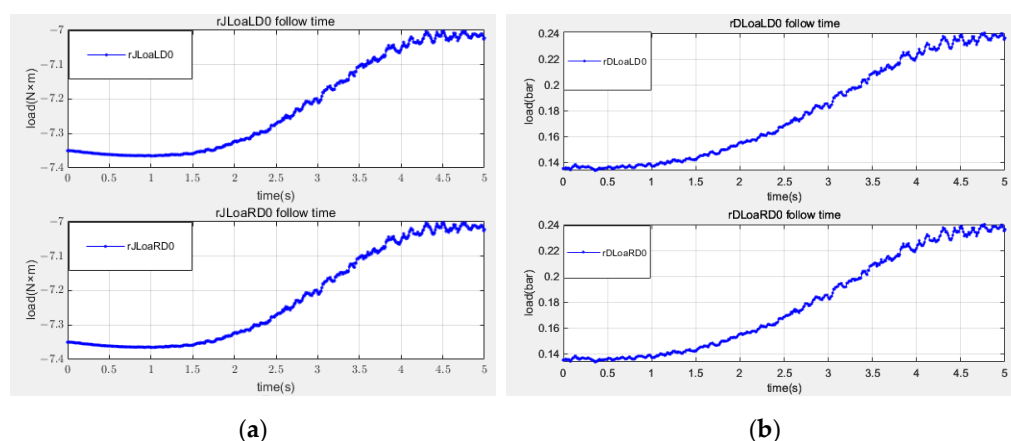 rJLoaLD0 follow time
−7
−7.1
−7.2
−7.3
−7.4
load(N×m)
rJLoaLD0
0 0.5 1 1.5 2 2.5 3 3.5 4 4.5 5
time(s)
rJLoaRD0 follow time
−7
−7.1
−7.2
−7.3
−7.4
load(N×m)
rJLoaRD0
0 0.5 1 1.5 2 2.5 3 3.5 4 4.5 5
time(s)
(a)
rDLoaLD0 follow time
0.24
0.22
0.2
0.18
0.16
0.14
load(bar)
rDLoaLD0
0 0.5 1 1.5 2 2.5 3 3.5 4 4.5 5
time(s)
rDLoaRD0 follow time
0.24
0.22
0.2
0.18
0.16
0.14
load(bar)
rDLoaRD0
0 0.5 1 1.5 2 2.5 3 3.5 4 4.5 5
time(s)
(b)